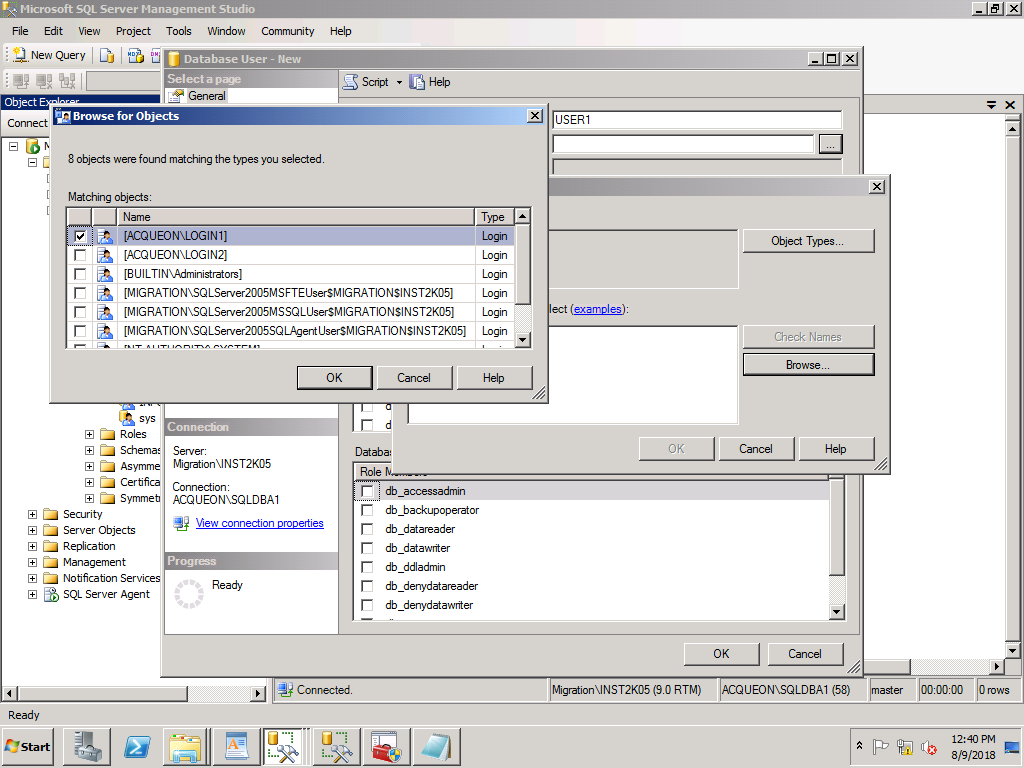 Microsoft SQL Server Management Studio
File Edit View Project Tools Window Community Help
New Query
Database User - New
Select a page
General
Script Help
Object Explorer
Connect
USER1
...
Browse for Objects
8 objects were found matching the types you selected.
Matching objects:
Name Type
[ACQUEON\LOGIN1] Login
[ACQUEON\LOGIN2] Login
[BUILTIN\Administrators] Login
[MIGRATION\SQLServer2005MSFTEUser$MIGRATION$INST2K05] Login
[MIGRATION\SQLServer2005MSSQLUser$MIGRATION$INST2K05] Login
[MIGRATION\SQLServer2005SQLAgentUser$MIGRATION$INST2K05] Login
OK Cancel Help
Object Types...
lect (examples):
Check Names
Browse...
OK Cancel Help
sys
Roles
Schemas
Asymme
Certifica
Symmetr
Security
Server Objects
Replication
Management
Notification Services
SQL Server Agent
Connection
Server:
Migration\INST2K05
Connection:
ACQUEON\SQLDBA1
View connection properties
Progress
Ready
Databas
Role Members
db_accessadmin
db_backupoperator
db_datareader
db_datawriter
db_ddladmin
db_denydatareader
db_denydatawriter
OK Cancel
Connected. Migration\INST2K05 (9.0 RTM) ACQUEON\SQLDBA1 (58) master 00:00:00 0 rows
Ready
Start
12:40 PM
8/9/2018